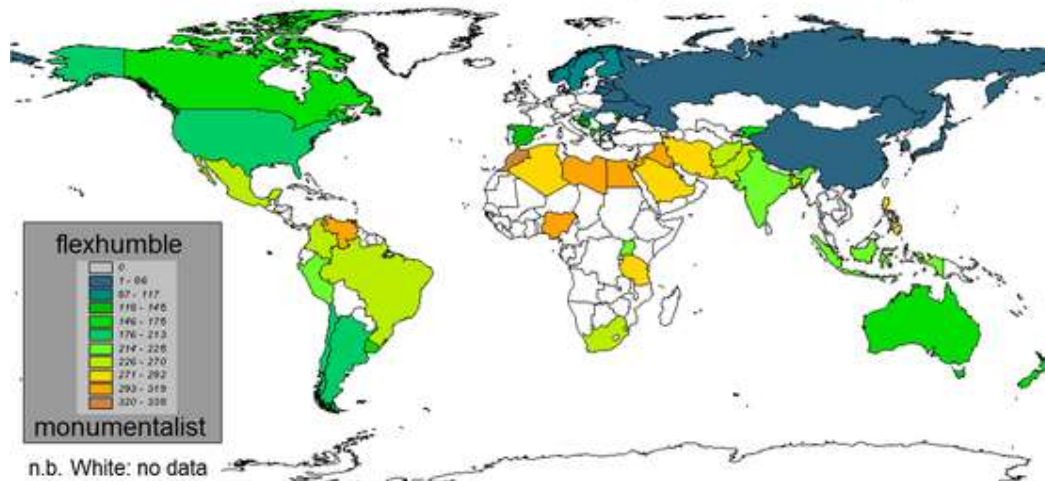 flexhumble
0
1 - 86
87 - 117
118 - 145
146 - 175
176 - 213
214 - 225
226 - 270
271 - 292
293 - 319
320 - 338
monumentalist
n.b. White: no data